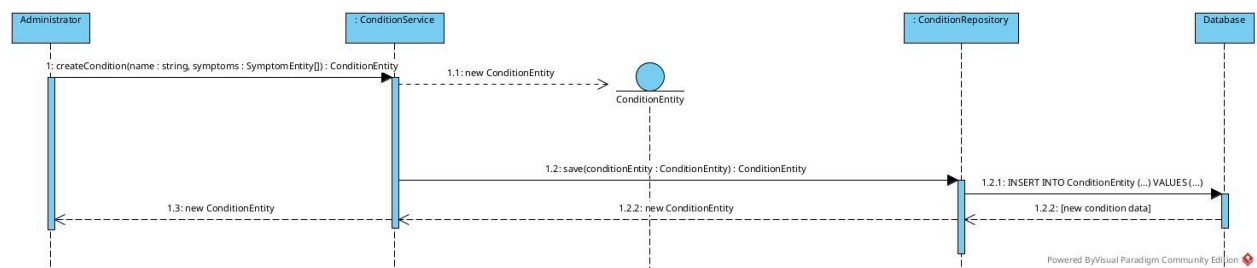 Administrator
: ConditionService
: ConditionRepository
Database
1: createCondition(name : string, symptoms : SymptomEntity[]) : ConditionEntity
1.1: new ConditionEntity
ConditionEntity
1.2: save(conditionEntity : ConditionEntity) : ConditionEntity
1.2.1: INSERT INTO ConditionEntity (...) VALUES (...)
1.3: new ConditionEntity
1.2.2: new ConditionEntity
1.2.2: [new condition data]
Powered ByVisual Paradigm Community Edition